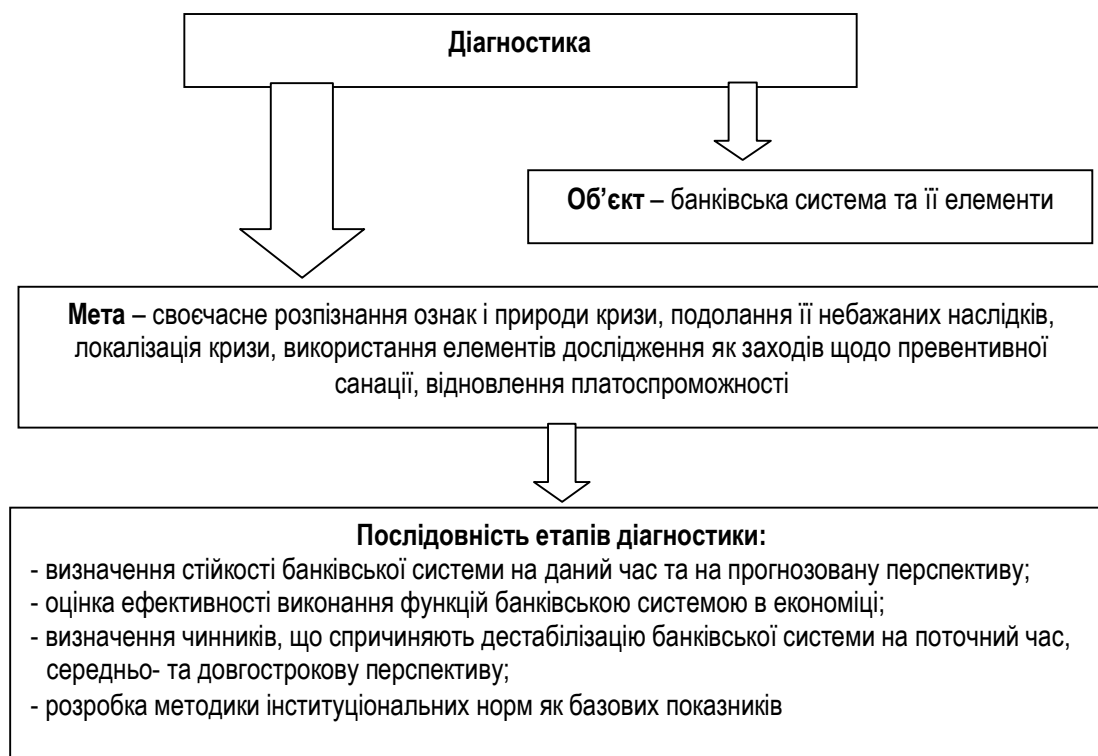 Діагностика
Об’єкт – банківська система та її елементи
Мета – своєчасне розпізнання ознак і природи кризи, подолання її небажаних наслідків,
локалізація кризи, використання елементів дослідження як заходів щодо превентивної
санації, відновлення платоспроможності
Послідовність етапів діагностики:
- визначення стійкості банківської системи на даний час та на прогнозовану перспективу;
- оцінка ефективності виконання функцій банківською системою в економіці;
- визначення чинників, що спричиняють дестабілізацію банківської системи на поточний час,
середньо- та довгострокову перспективу;
- розробка методики інституціональних норм як базових показників